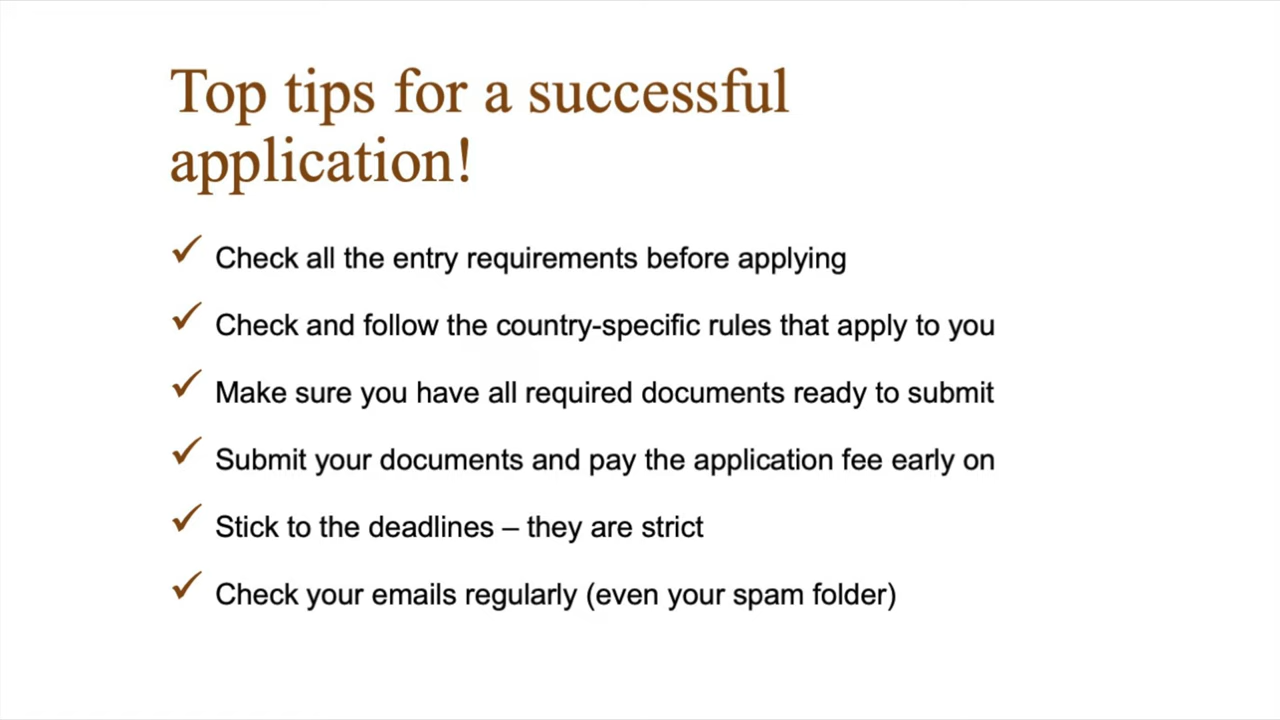 Top tips for a successful
application!
✓ Check all the entry requirements before applying
✓ Check and follow the country-specific rules that apply to you
✓ Make sure you have all required documents ready to submit
✓ Submit your documents and pay the application fee early on
✓ Stick to the deadlines – they are strict
✓ Check your emails regularly (even your spam folder)